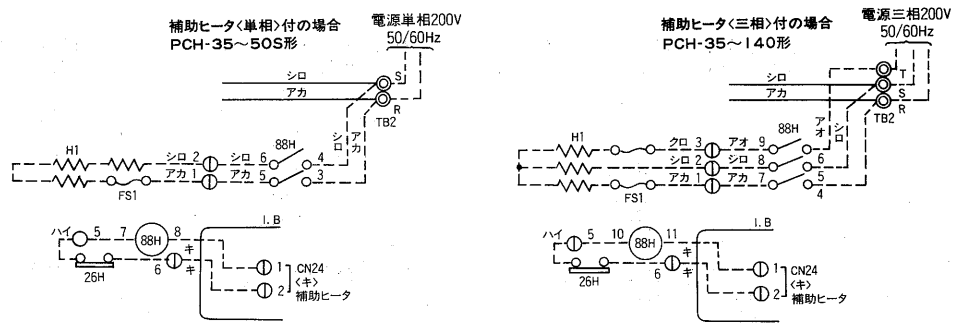 補助ヒータ〈単相〉付の場合
PCH-35～50S形
電源単相200V
50/60Hz
シロ
アカ
S
R
TB2
シロ
アカ
H1
シロ 2 シロ 6 88H 4
アカ 1 アカ 5 3
FS1
I.B
ハイ 5 7 88H 8 キ
26H 6 キ
1 CN24
〈キ〉
2 補助ヒータ
補助ヒータ〈三相〉付の場合
PCH-35～140形
電源三相200V
50/60Hz
シロ
アカ
T
S
R
TB2
アオ
シロ
アカ
H1
クロ 3 アオ 9 88H
シロ 2 シロ 8 6
アカ 1 アカ 7 5
4
FS1
I.B
ハイ 5 10 88H 11 キ
26H 6 キ
1 CN24
〈キ〉
2 補助ヒータ